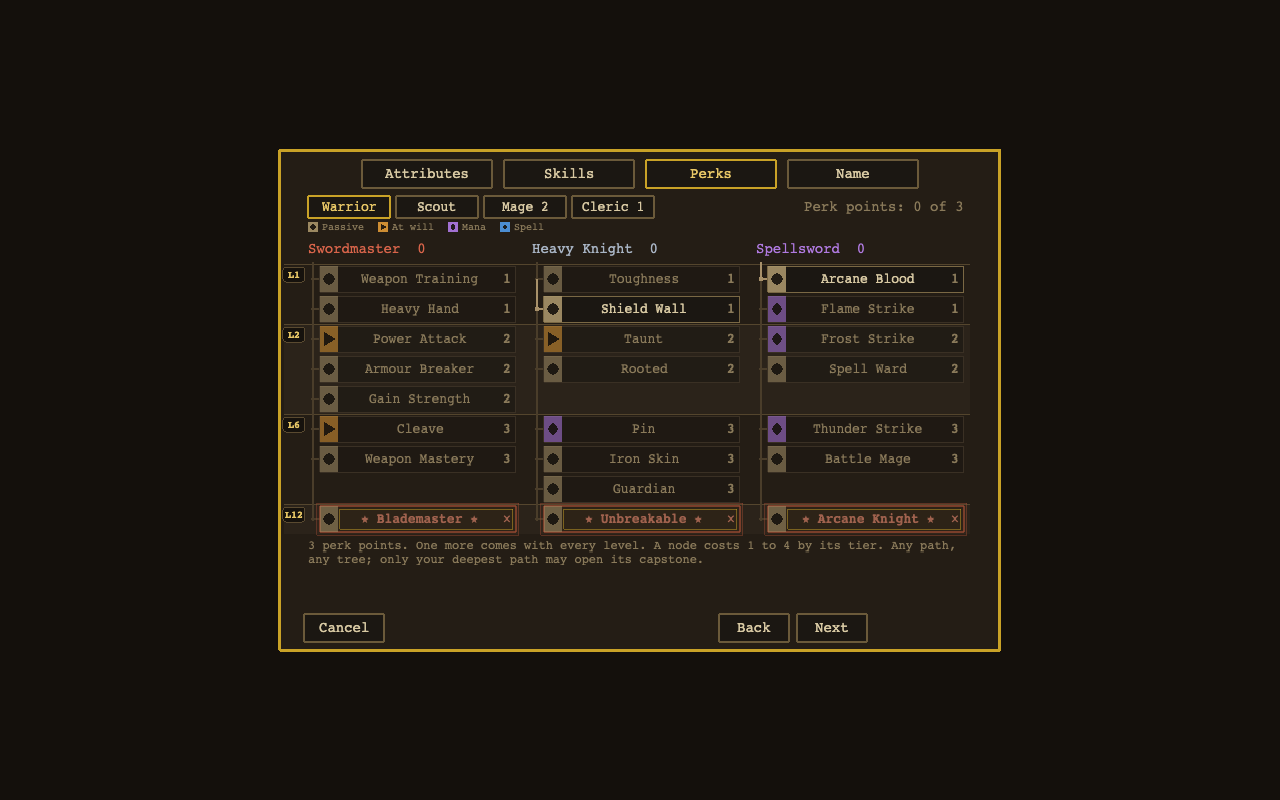 Attributes Skills Perks Name
Warrior Scout Mage 2 Cleric 1 Perk points: 0 of 3
Passive At will Mana Spell
Swordmaster 0 Heavy Knight 0 Spellsword 0
L1 Weapon Training 1 Toughness 1 Arcane Blood 1
Heavy Hand 1 Shield Wall 1 Flame Strike 1
L2 Power Attack 2 Taunt 2 Frost Strike 2
Armour Breaker 2 Rooted 2 Spell Ward 2
Gain Strength 2
L6 Cleave 3 Pin 3 Thunder Strike 3
Weapon Mastery 3 Iron Skin 3 Battle Mage 3
Guardian 3
L12 ★ Blademaster ★ × ★ Unbreakable ★ × ★ Arcane Knight ★ ×
3 perk points. One more comes with every level. A node costs 1 to 4 by its tier. Any path,
any tree; only your deepest path may open its capstone.
Cancel Back Next